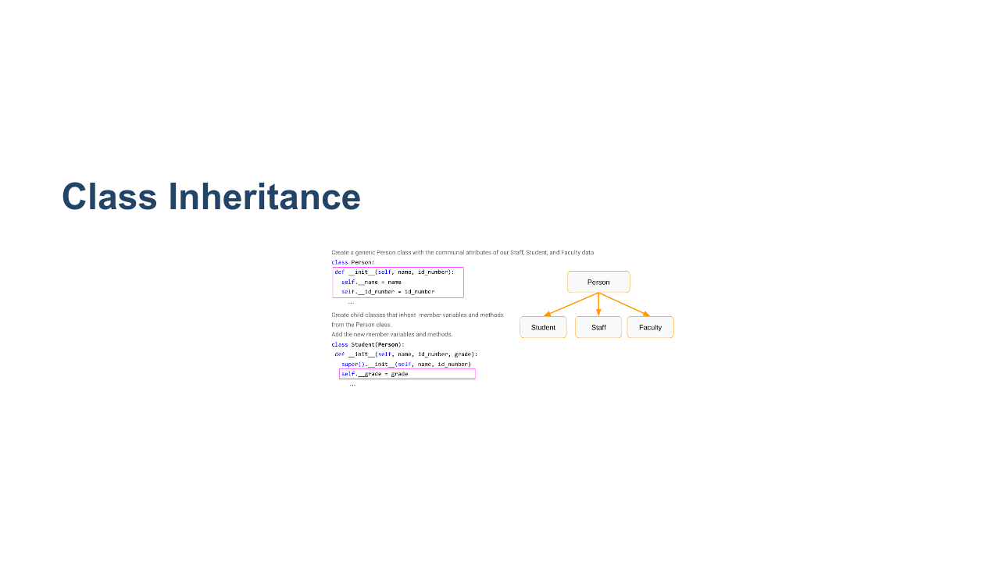 Class Inheritance
Create a generic Person class with the communal attributes of our Staff, Student, and Faculty data
class Person:
def __init__(self, name, id_number):
self.__name = name
self.__id_number = id_number
...
Create child classes that inherit  member variables and methods
from the Person class.
Add the new member variables and methods.
class Student(Person):
def __init__(self, name, id_number, grade):
super().__init__(self, name, id_number)
self.__grade = grade
...
Person
Student
Staff
Faculty